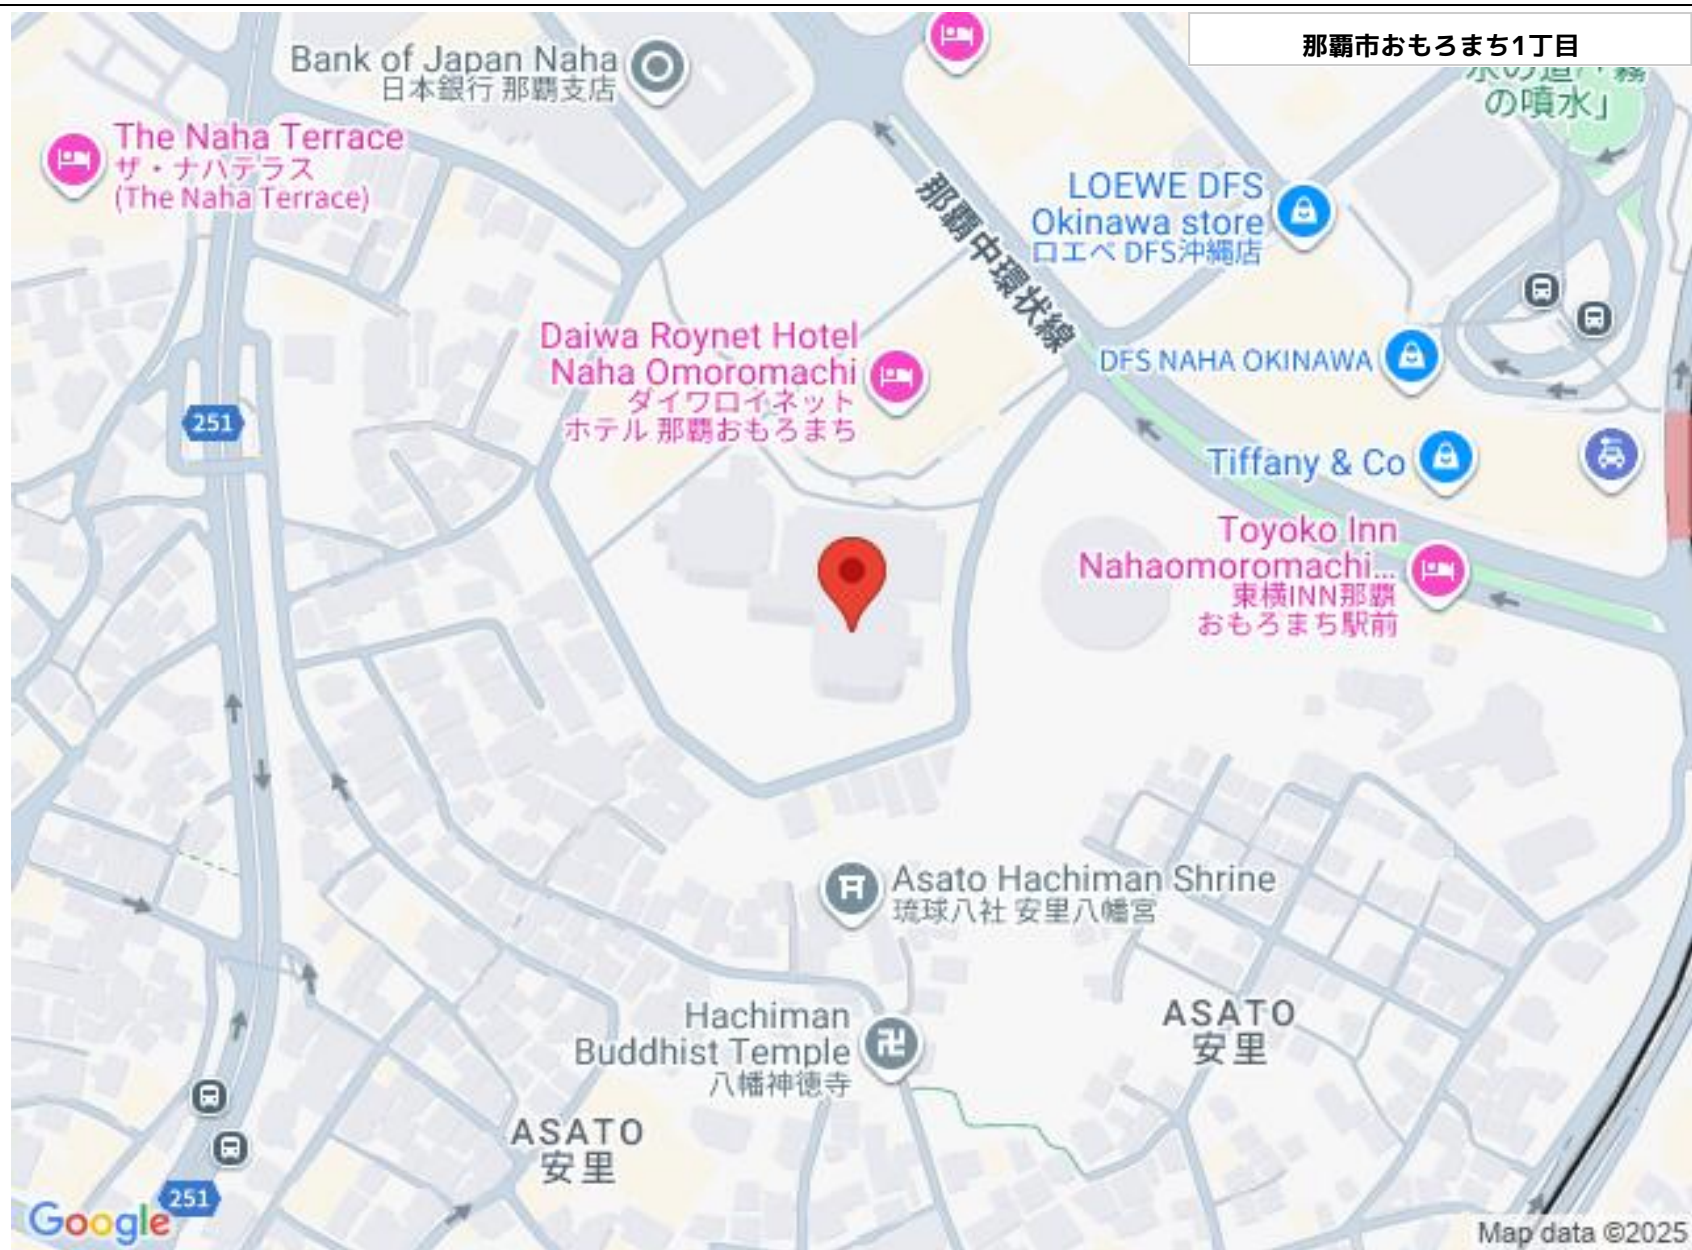 那覇市おもろまち1丁目
Bank of Japan Naha
日本銀行 那覇支店
の噴水」
The Naha Terrace
ザ・ナハテラス
(The Naha Terrace)
那覇中環状線
LOEWE DFS
Okinawa store
ロエベ DFS沖縄店
Daiwa Roynet Hotel
Naha Omoromachi
ダイワロイネット
ホテル 那覇おもろまち
DFS NAHA OKINAWA
251
Tiffany & Co
Toyoko Inn
Nahaomoromachi...
東横INN那覇
おもろまち駅前
Asato Hachiman Shrine
琉球八社 安里八幡宮
Hachiman
Buddhist Temple
八幡神徳寺
ASATO
安里
ASATO
安里
251
Google
Map data ©2025